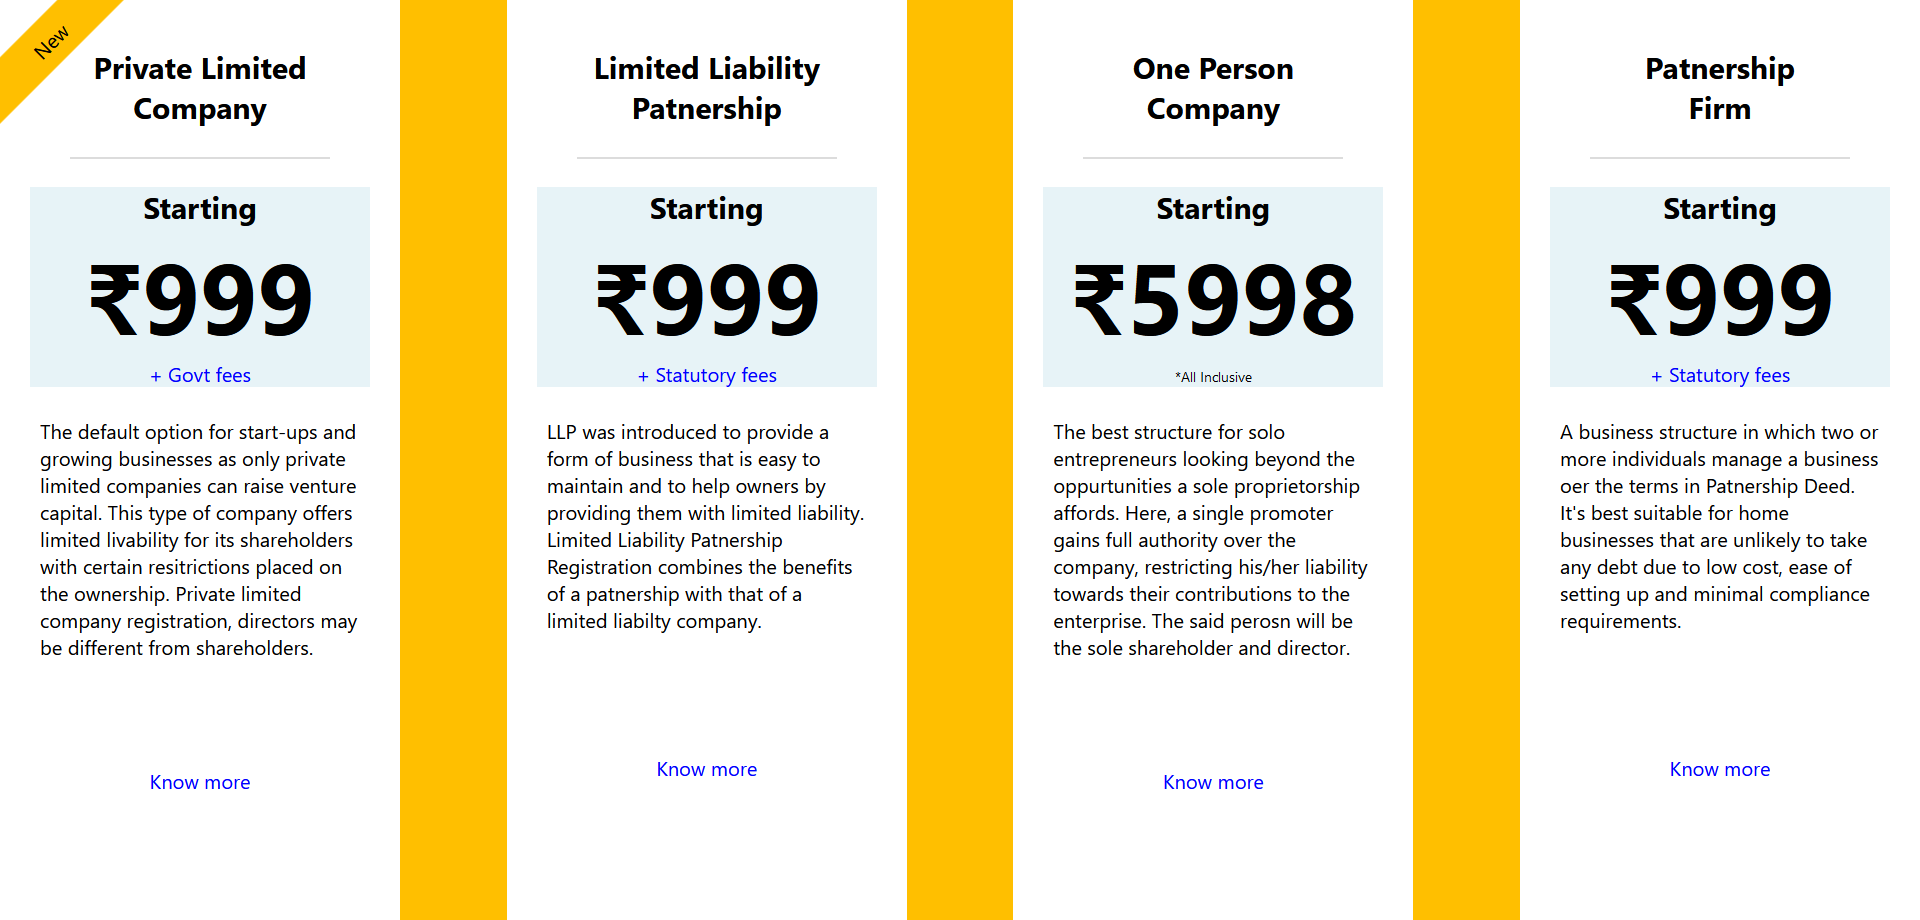 New
Private Limited
Company
Starting
₹999
+ Govt fees
The default option for start-ups and
growing businesses as only private
limited companies can raise venture
capital. This type of company offers
limited livability for its shareholders
with certain resitrictions placed on
the ownership. Private limited
company registration, directors may
be different from shareholders.
Know more
Limited Liability
Patnership
Starting
₹999
+ Statutory fees
LLP was introduced to provide a
form of business that is easy to
maintain and to help owners by
providing them with limited liability.
Limited Liability Patnership
Registration combines the benefits
of a patnership with that of a
limited liabilty company.
Know more
One Person
Company
Starting
₹5998
*All Inclusive
The best structure for solo
entrepreneurs looking beyond the
oppurtunities a sole proprietorship
affords. Here, a single promoter
gains full authority over the
company, restricting his/her liability
towards their contributions to the
enterprise. The said perosn will be
the sole shareholder and director.
Know more
Patnership
Firm
Starting
₹999
+ Statutory fees
A business structure in which two or
more individuals manage a business
oer the terms in Patnership Deed.
It's best suitable for home
businesses that are unlikely to take
any debt due to low cost, ease of
setting up and minimal compliance
requirements.
Know more